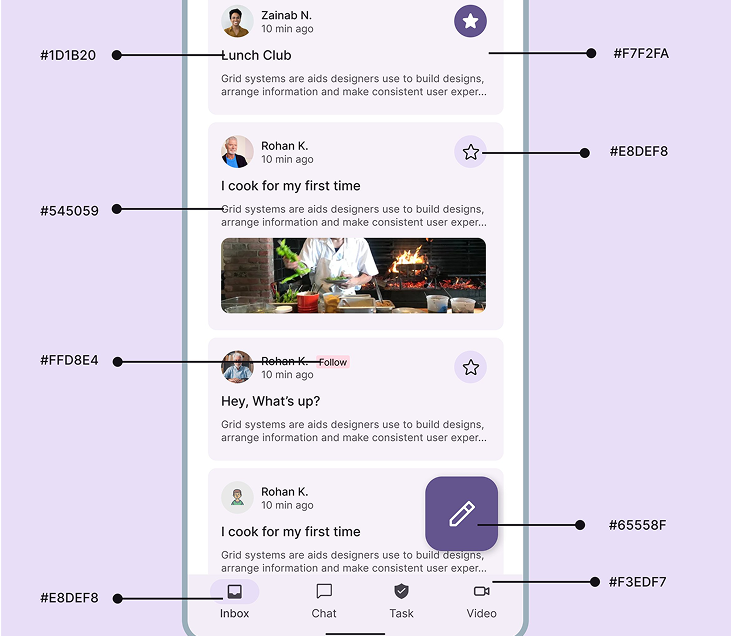 Zainab N.
10 min ago
#1D1B20
Lunch Club
#F7F2FA
Grid systems are aids designers use to build designs,
arrange information and make consistent user exper...
Rohan K.
10 min ago
#E8DEF8
I cook for my first time
#545059
Grid systems are aids designers use to build designs,
arrange information and make consistent user exper...
#FFD8E4
Rohan K. Follow
10 min ago
Hey, What's up?
Grid systems are aids designers use to build designs,
arrange information and make consistent user exper...
Rohan K.
10 min ago
I cook for my first time
#65558F
Grid systems are aids designers use to build designs,
arrange information and make consistent user exper...
#F3EDF7
#E8DEF8
Inbox
Chat
Task
Video